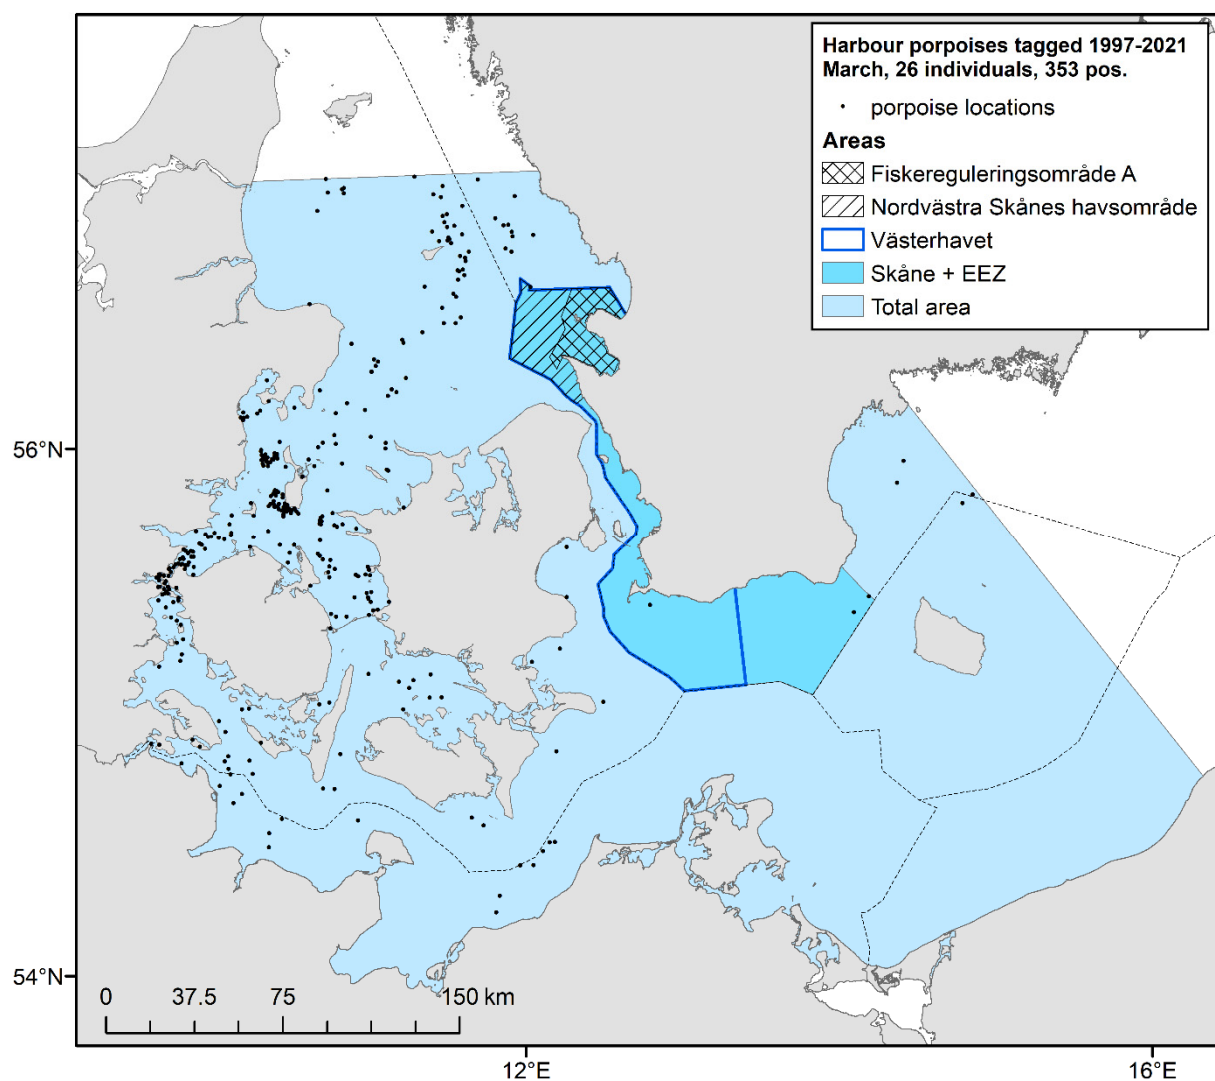 Harbour porpoises tagged 1997-2021
March, 26 individuals, 353 pos.
porpoise locations
Areas
Fiskereguleringsområde A
Nordvästra Skånes havsområde
Västerhavet
Skåne + EEZ
Total area
56°N
54°N
0 37.5 75 150 km
12°E 16°E